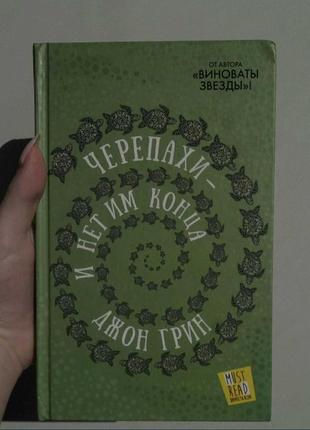 ОТ АВТОРА
«ВИНОВАТЫ
ЗВЕЗДЫ»!
ЧЕРЕПАХИ –
И НЕТ ИМ КОНЦА
ДЖОН ГРИН
MUST
READ